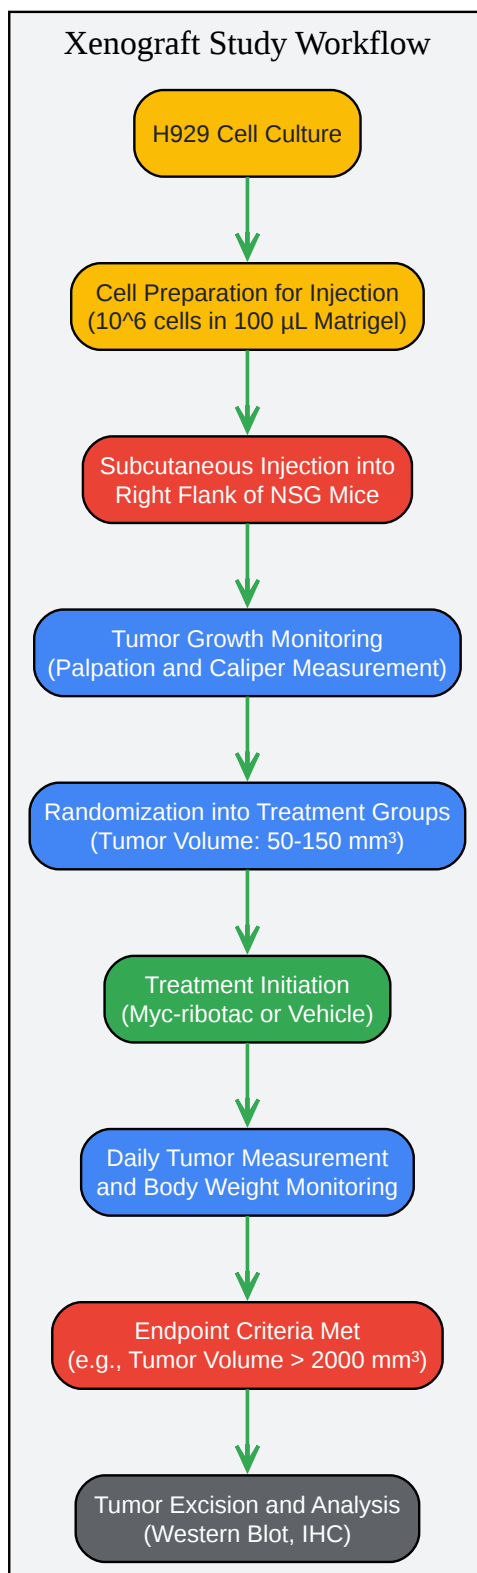 Xenograft Study Workflow
H929 Cell Culture
Cell Preparation for Injection
(10^6 cells in 100 µL Matrigel)
Subcutaneous Injection into
Right Flank of NSG Mice
Tumor Growth Monitoring
(Palpation and Caliper Measurement)
Randomization into Treatment Groups
(Tumor Volume: 50-150 mm³)
Treatment Initiation
(Myc-ribotac or Vehicle)
Daily Tumor Measurement
and Body Weight Monitoring
Endpoint Criteria Met
(e.g., Tumor Volume > 2000 mm³)
Tumor Excision and Analysis
(Western Blot, IHC)